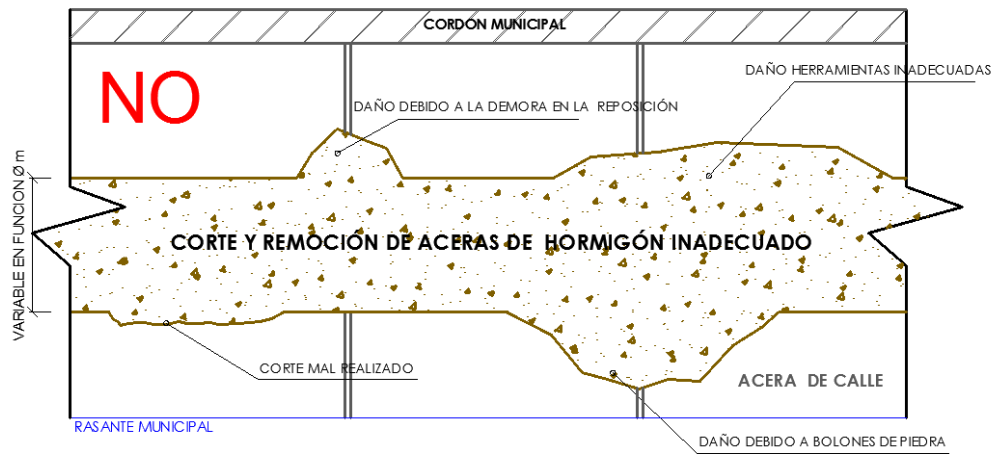 CORDON MUNICIPAL
NO
DAÑO HERRAMIENTAS INADECUADAS
DAÑO DEBIDO A LA DEMORA EN LA REPOSICIÓN
VARIABLE EN FUNCION Ø m
CORTE Y REMOCIÓN DE ACERAS DE HORMIGÓN INADECUADO
CORTE MAL REALIZADO
ACERA DE CALLE
RASANTE MUNICIPAL
DAÑO DEBIDO A BOLONES DE PIEDRA